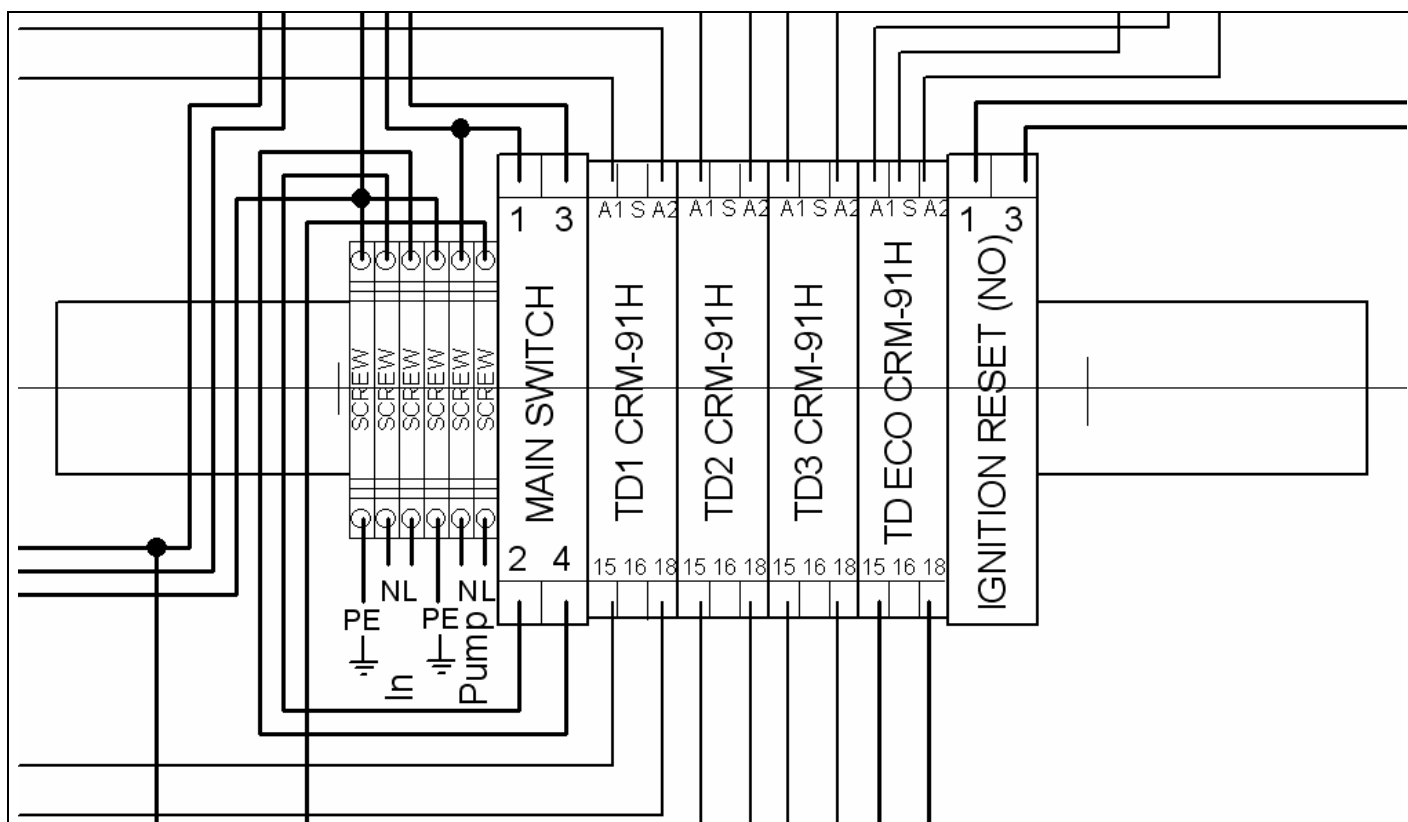 A1 S A2
A1 S A2
A1 S A2
A1 S A2
1 3
1 3
SCREW
SCREW
SCREW
SCREW
SCREW
SCREW
MAIN SWITCH
TD1 CRM-91H
TD2 CRM-91H
TD3 CRM-91H
TD ECO CRM-91H
IGNITION RESET (NO)
2 4
15 16 18
15 16 18
15 16 18
15 16 18
NL
NL
PE
PE
In
Pump